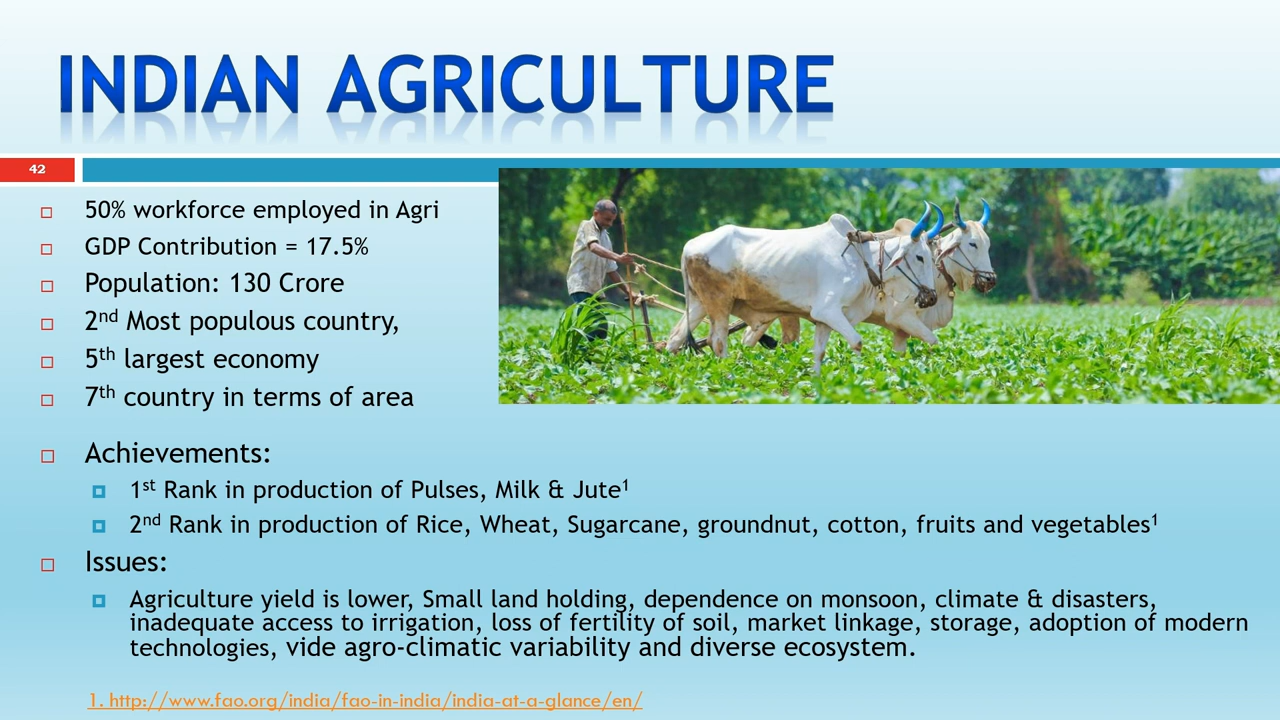 INDIAN AGRICULTURE
42
50% workforce employed in Agri
GDP Contribution = 17.5%
Population: 130 Crore
2nd Most populous country,
5th largest economy
7th country in terms of area
Achievements:
1st Rank in production of Pulses, Milk & Jute1
2nd Rank in production of Rice, Wheat, Sugarcane, groundnut, cotton, fruits and vegetables1
Issues:
Agriculture yield is lower, Small land holding, dependence on monsoon, climate & disasters,
inadequate access to irrigation, loss of fertility of soil, market linkage, storage, adoption of modern
technologies, vide agro-climatic variability and diverse ecosystem.
1. http://www.fao.org/india/fao-in-india/india-at-a-glance/en/